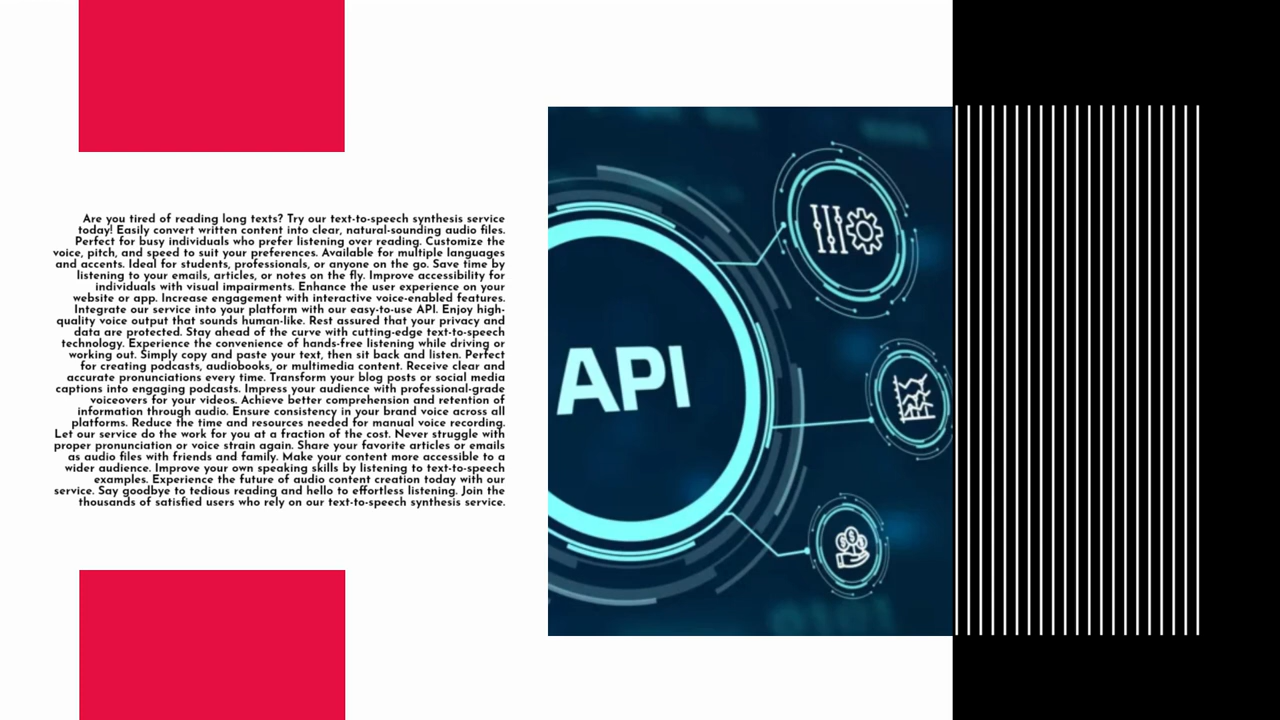 Are you tired of reading long texts? Try our text-to-speech synthesis service
today! Easily convert written content into clear, natural-sounding audio files.
Perfect for busy individuals who prefer listening over reading. Customize the
voice, pitch, and speed to suit your preferences. Available for multiple languages
and accents. Ideal for students, professionals, or anyone on the go. Save time by
listening to your emails, articles, or notes on the fly. Improve accessibility for
individuals with visual impairments. Enhance the user experience on your
website or app. Increase engagement with interactive voice-enabled features.
Integrate our service into your platform with our easy-to-use API. Enjoy high-
quality voice output that sounds human-like. Rest assured that your privacy and
data are protected. Stay ahead of the curve with cutting-edge text-to-speech
technology. Experience the convenience of hands-free listening while driving or
working out. Simply copy and paste your text, then sit back and listen. Perfect
for creating podcasts, audiobooks, or multimedia content. Receive clear and
accurate pronunciations every time. Transform your blog posts or social media
captions into engaging podcasts. Impress your audience with professional-grade
voiceovers for your videos. Achieve better comprehension and retention of
information through audio. Ensure consistency in your brand voice across all
platforms. Reduce the time and resources needed for manual voice recording.
Let our service do the work for you at a fraction of the cost. Never struggle with
proper pronunciation or voice strain again. Share your favorite articles or emails
as audio files with friends and family. Make your content more accessible to a
wider audience. Improve your own speaking skills by listening to text-to-speech
examples. Experience the future of audio content creation today with our
service. Say goodbye to tedious reading and hello to effortless listening. Join the
thousands of satisfied users who rely on our text-to-speech synthesis service.
API
0101